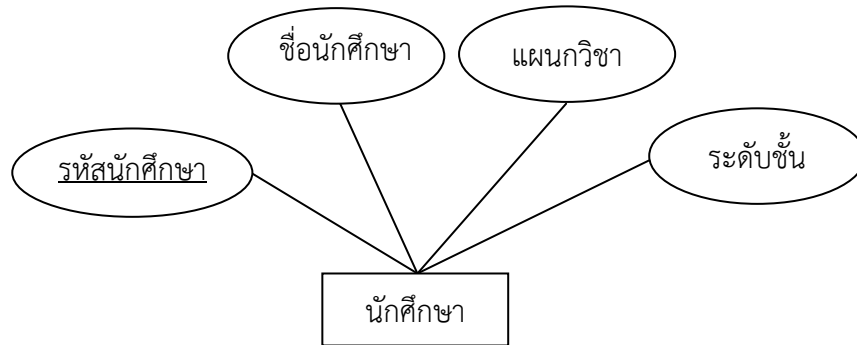 ชื่อนักศึกษา
แผนกวิชา
รหัสนักศึกษา
ระดับชั้น
นักศึกษา